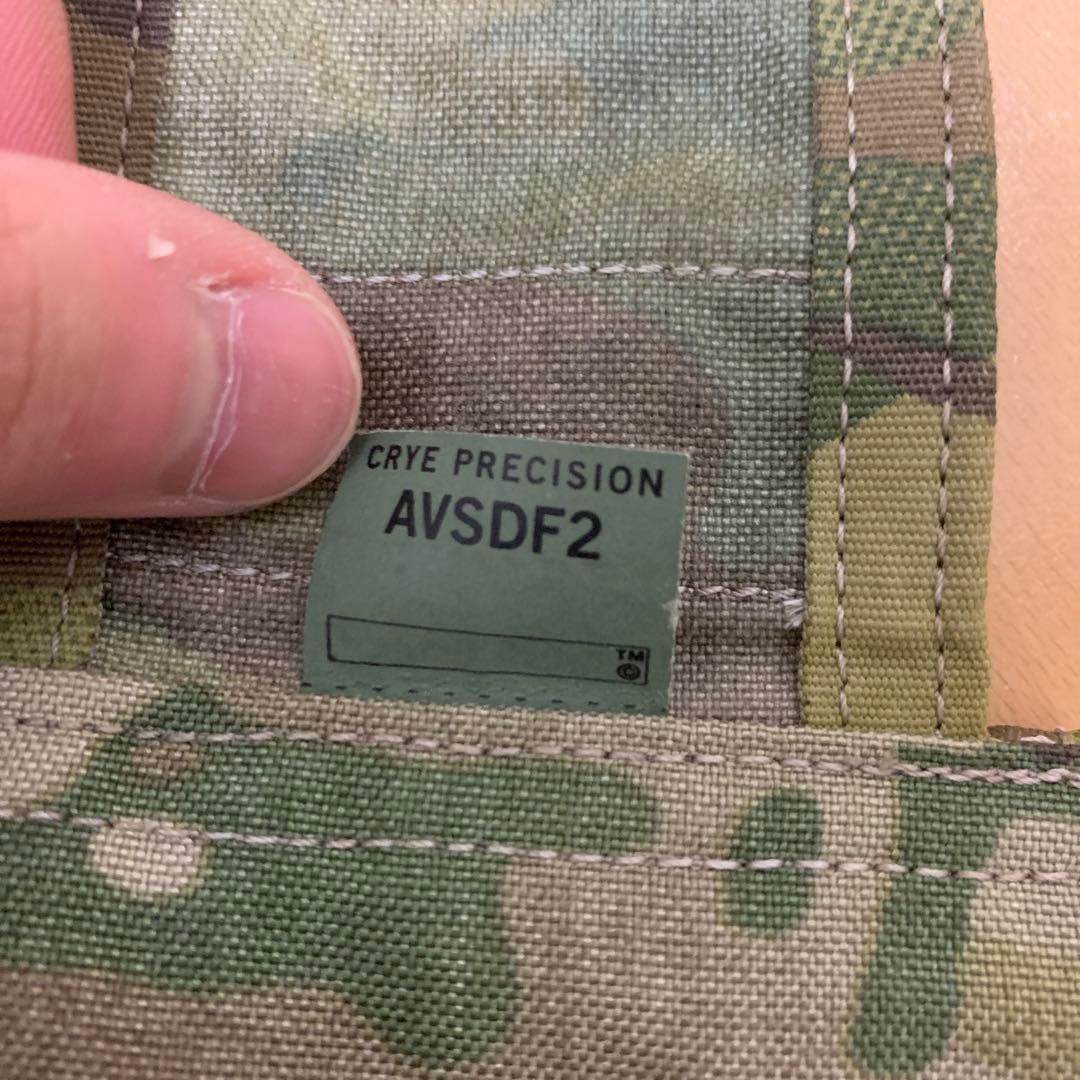 CRYE PRECISION
AVSDF2
TM
©